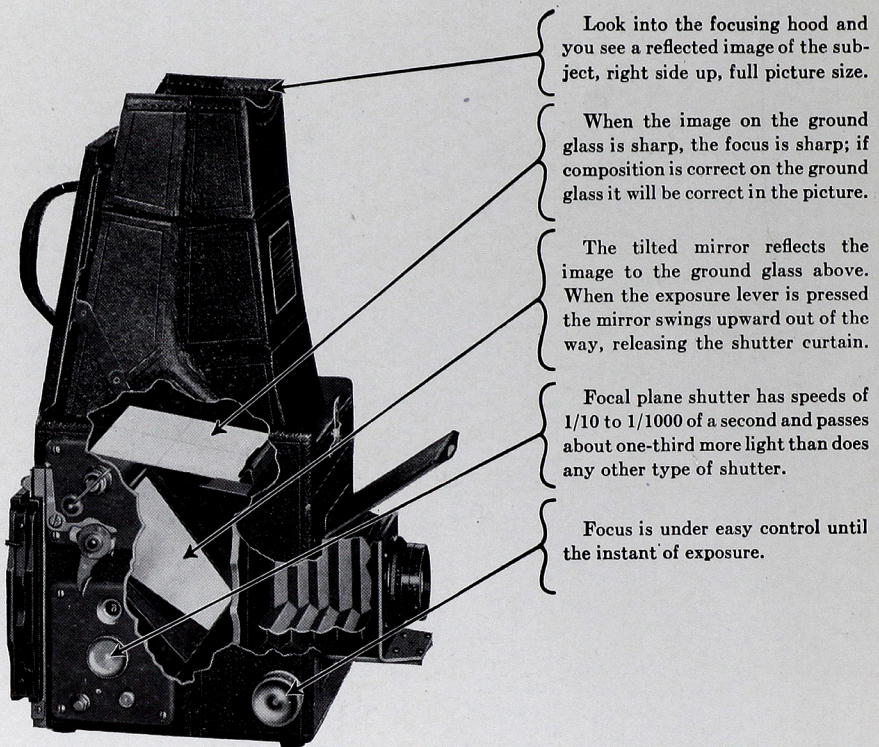 Look into the focusing hood and
you see a reflected image of the sub-
ject, right side up, full picture size.
When the image on the ground
glass is sharp, the focus is sharp; if
composition is correct on the ground
glass it will be correct in the picture.
The tilted mirror reflects the
image to the ground glass above.
When the exposure lever is pressed
the mirror swings upward out of the
way, releasing the shutter curtain.
Focal plane shutter has speeds of
1/10 to 1/1000 of a second and passes
about one-third more light than does
any other type of shutter.
Focus is under easy control until
the instant of exposure.